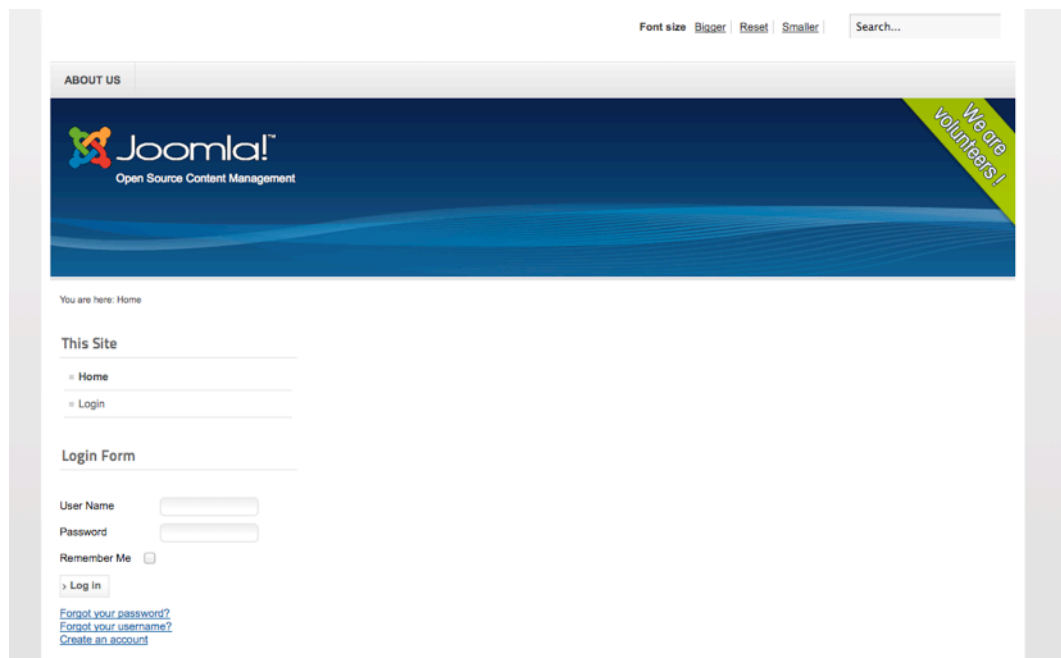 Font size Bigger Reset Smaller Search...
ABOUT US
Joomla!™
Open Source Content Management
We are
volunteers!
You are here: Home
This Site
Home
Login
Login Form
User Name
Password
Remember Me
› Log in
Forgot your password?
Forgot your username?
Create an account